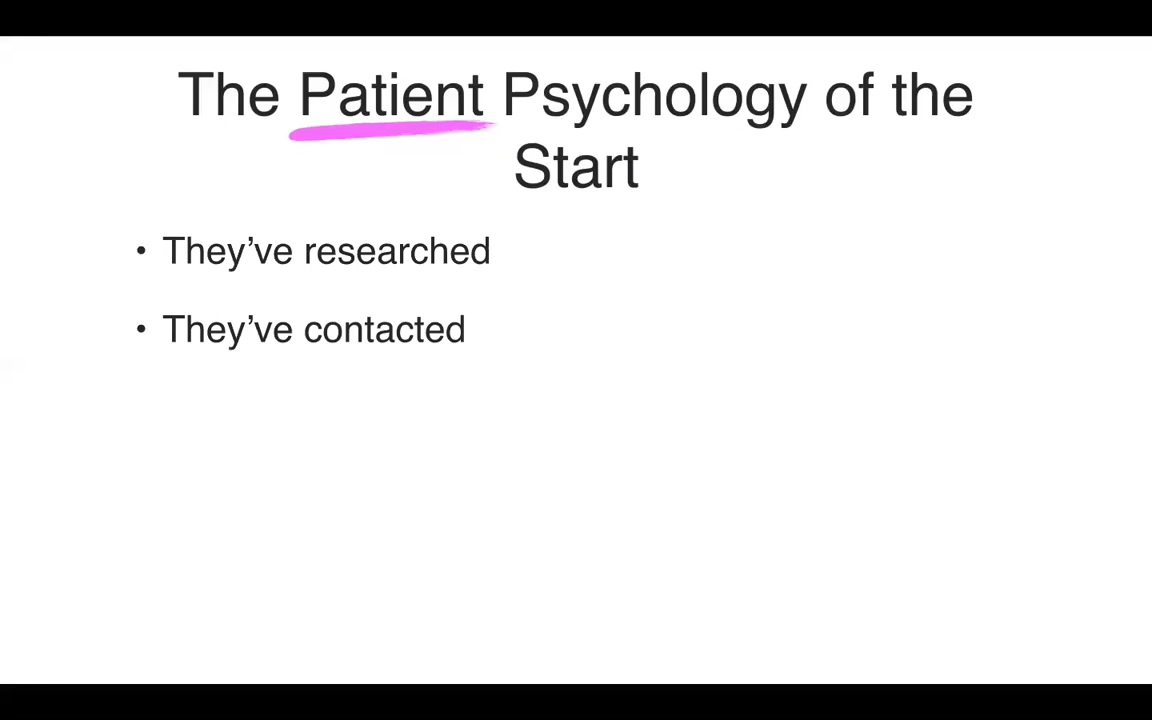 The Patient Psychology of the
Start
• They’ve researched
• They’ve contacted